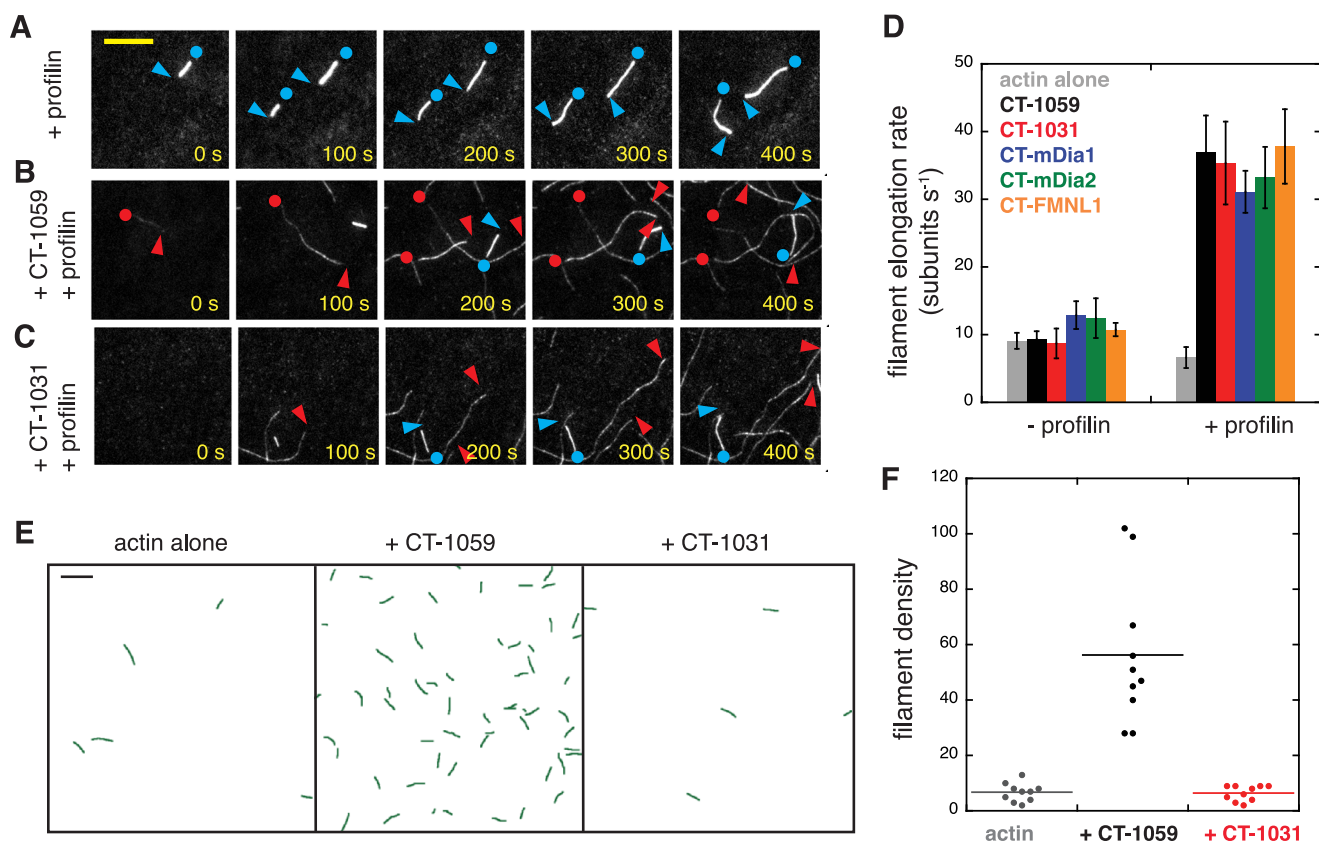 A
+ profilin
0 s
100 s
200 s
300 s
400 s
B
+ CT-1059
+ profilin
0 s
100 s
200 s
300 s
400 s
C
+ CT-1031
+ profilin
0 s
100 s
200 s
300 s
400 s
D
filament elongation rate
(subunits s⁻¹)
50
40
30
20
10
0
actin alone
CT-1059
CT-1031
CT-mDia1
CT-mDia2
CT-FMNL1
- profilin
+ profilin
E
actin alone
+ CT-1059
+ CT-1031
F
filament density
120
100
80
60
40
20
0
actin
+ CT-1059
+ CT-1031